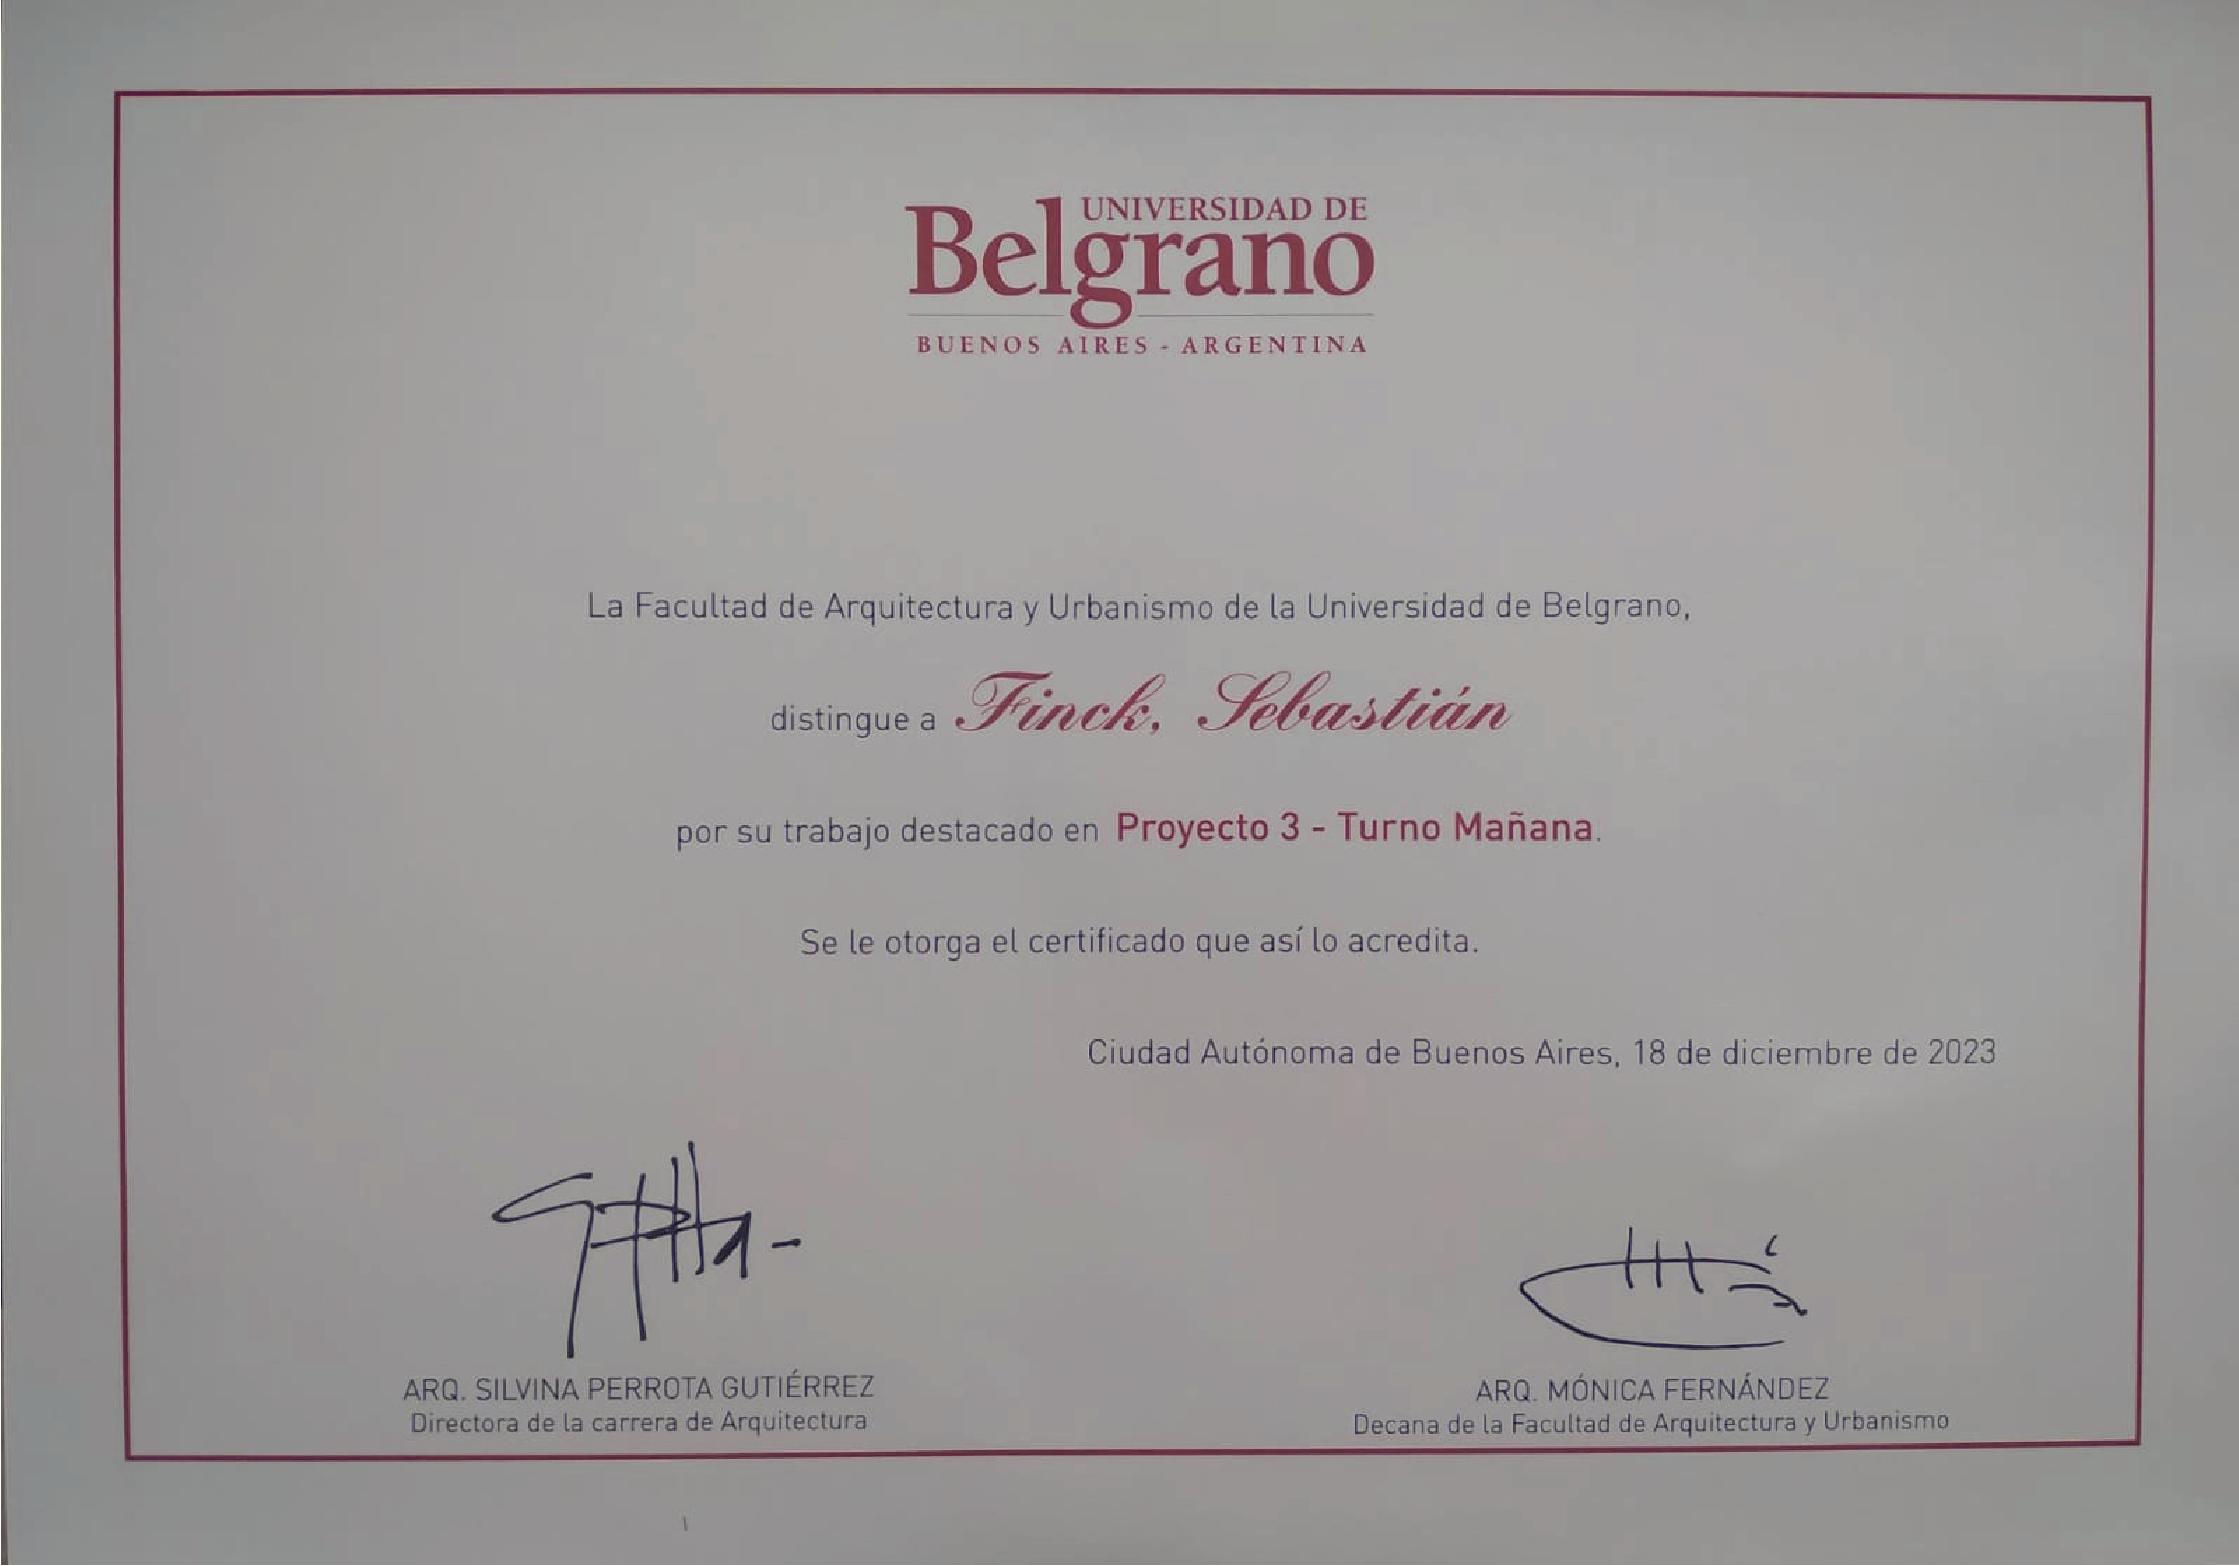 UNIVERSIDAD DE
Belgrano
BUENOS AIRES - ARGENTINA
La Facultad de Arquitectura y Urbanismo de la Universidad de Belgrano,
distingue a Finck, Sebastián
por su trabajo destacado en Proyecto 3 - Turno Mañana.
Se le otorga el certificado que así lo acredita.
Ciudad Autónoma de Buenos Aires, 18 de diciembre de 2023
ARQ. SILVINA PERROTA GUTIÉRREZ
Directora de la carrera de Arquitectura
ARQ. MÓNICA FERNÁNDEZ
Decana de la Facultad de Arquitectura y Urbanismo